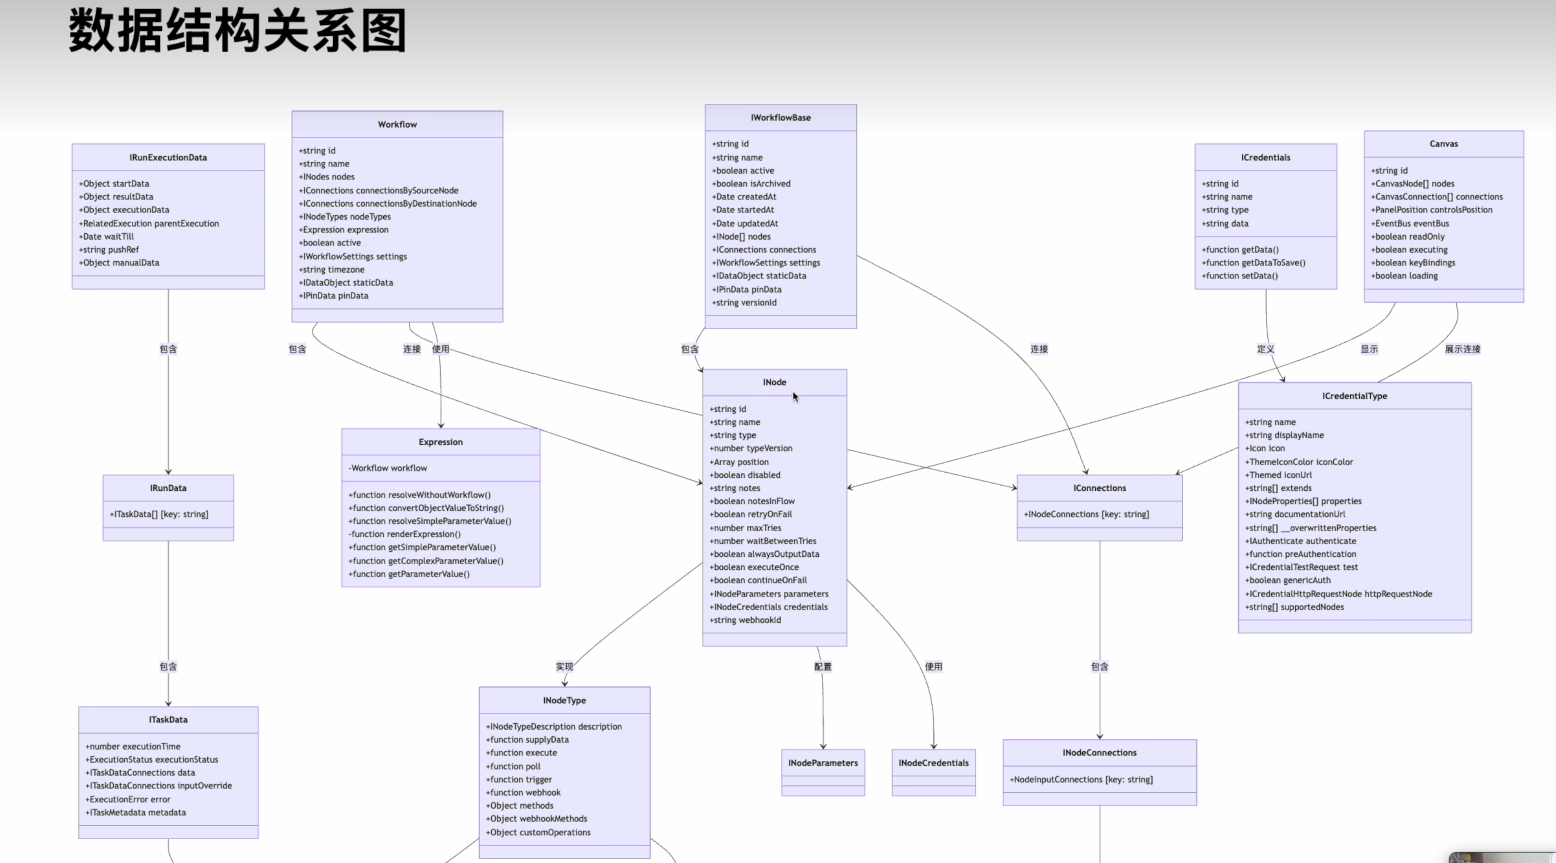 数据结构关系图
IRunExecutionData
+Object startData
+Object resultData
+Object executionData
+RelatedExecution parentExecution
+Date waitTill
+string pushRef
+Object manualData
Workflow
+string id
+string name
+INodes nodes
+IConnections connectionsBySourceNode
+IConnections connectionsByDestinationNode
+INodeTypes nodeTypes
+Expression expression
+boolean active
+IWorkflowSettings settings
+string timezone
+IDataObject staticData
+IPinData pinData
IWorkflowBase
+string id
+string name
+boolean active
+boolean isArchived
+Date createdAt
+Date startedAt
+Date updatedAt
+INode[] nodes
+IConnections connections
+IWorkflowSettings settings
+IDataObject staticData
+IPinData pinData
+string versionId
ICredentials
+string id
+string name
+string type
+string data
+function getData()
+function getDataToSave()
+function setData()
Canvas
+string id
+CanvasNode[] nodes
+CanvasConnection[] connections
+PanelPosition controlsPosition
+EventBus eventBus
+boolean readOnly
+boolean executing
+boolean keyBindings
+boolean loading
包含
包含
连接
使用
包含
连接
定义
显示
展示连接
IRunData
+ITaskData[] [key: string]
Expression
-Workflow workflow
+function resolveWithoutWorkflow()
+function convertObjectValueToString()
+function resolveSimpleParameterValue()
-function renderExpression()
+function getSimpleParameterValue()
+function getComplexParameterValue()
+function getParameterValue()
INode
+string id
+string name
+string type
+number typeVersion
+Array position
+boolean disabled
+string notes
+boolean notesInFlow
+boolean retryOnFail
+number maxTries
+number waitBetweenTries
+boolean alwaysOutputData
+boolean executeOnce
+boolean continueOnFail
+INodeParameters parameters
+INodeCredentials credentials
+string webhookId
IConnections
+INodeConnections [key: string]
ICredentialType
+string name
+string displayName
+Icon icon
+ThemeIconColor iconColor
+Themed iconUrl
+string[] extends
+INodeProperties[] properties
+string documentationUrl
+string[] __overwrittenProperties
+IAuthenticate authenticate
+function preAuthentication
+ICredentialTestRequest test
+boolean genericAuth
+ICredentialHttpRequestNode httpRequestNode
+string[] supportedNodes
包含
实现
配置
使用
包含
ITaskData
+number executionTime
+ExecutionStatus executionStatus
+ITaskDataConnections data
+ITaskDataConnections inputOverride
+ExecutionError error
+ITaskMetadata metadata
INodeType
+INodeTypeDescription description
+function supplyData
+function execute
+function poll
+function trigger
+function webhook
+Object methods
+Object webhookMethods
+Object customOperations
INodeParameters
INodeCredentials
INodeConnections
+NodeInputConnections [key: string]